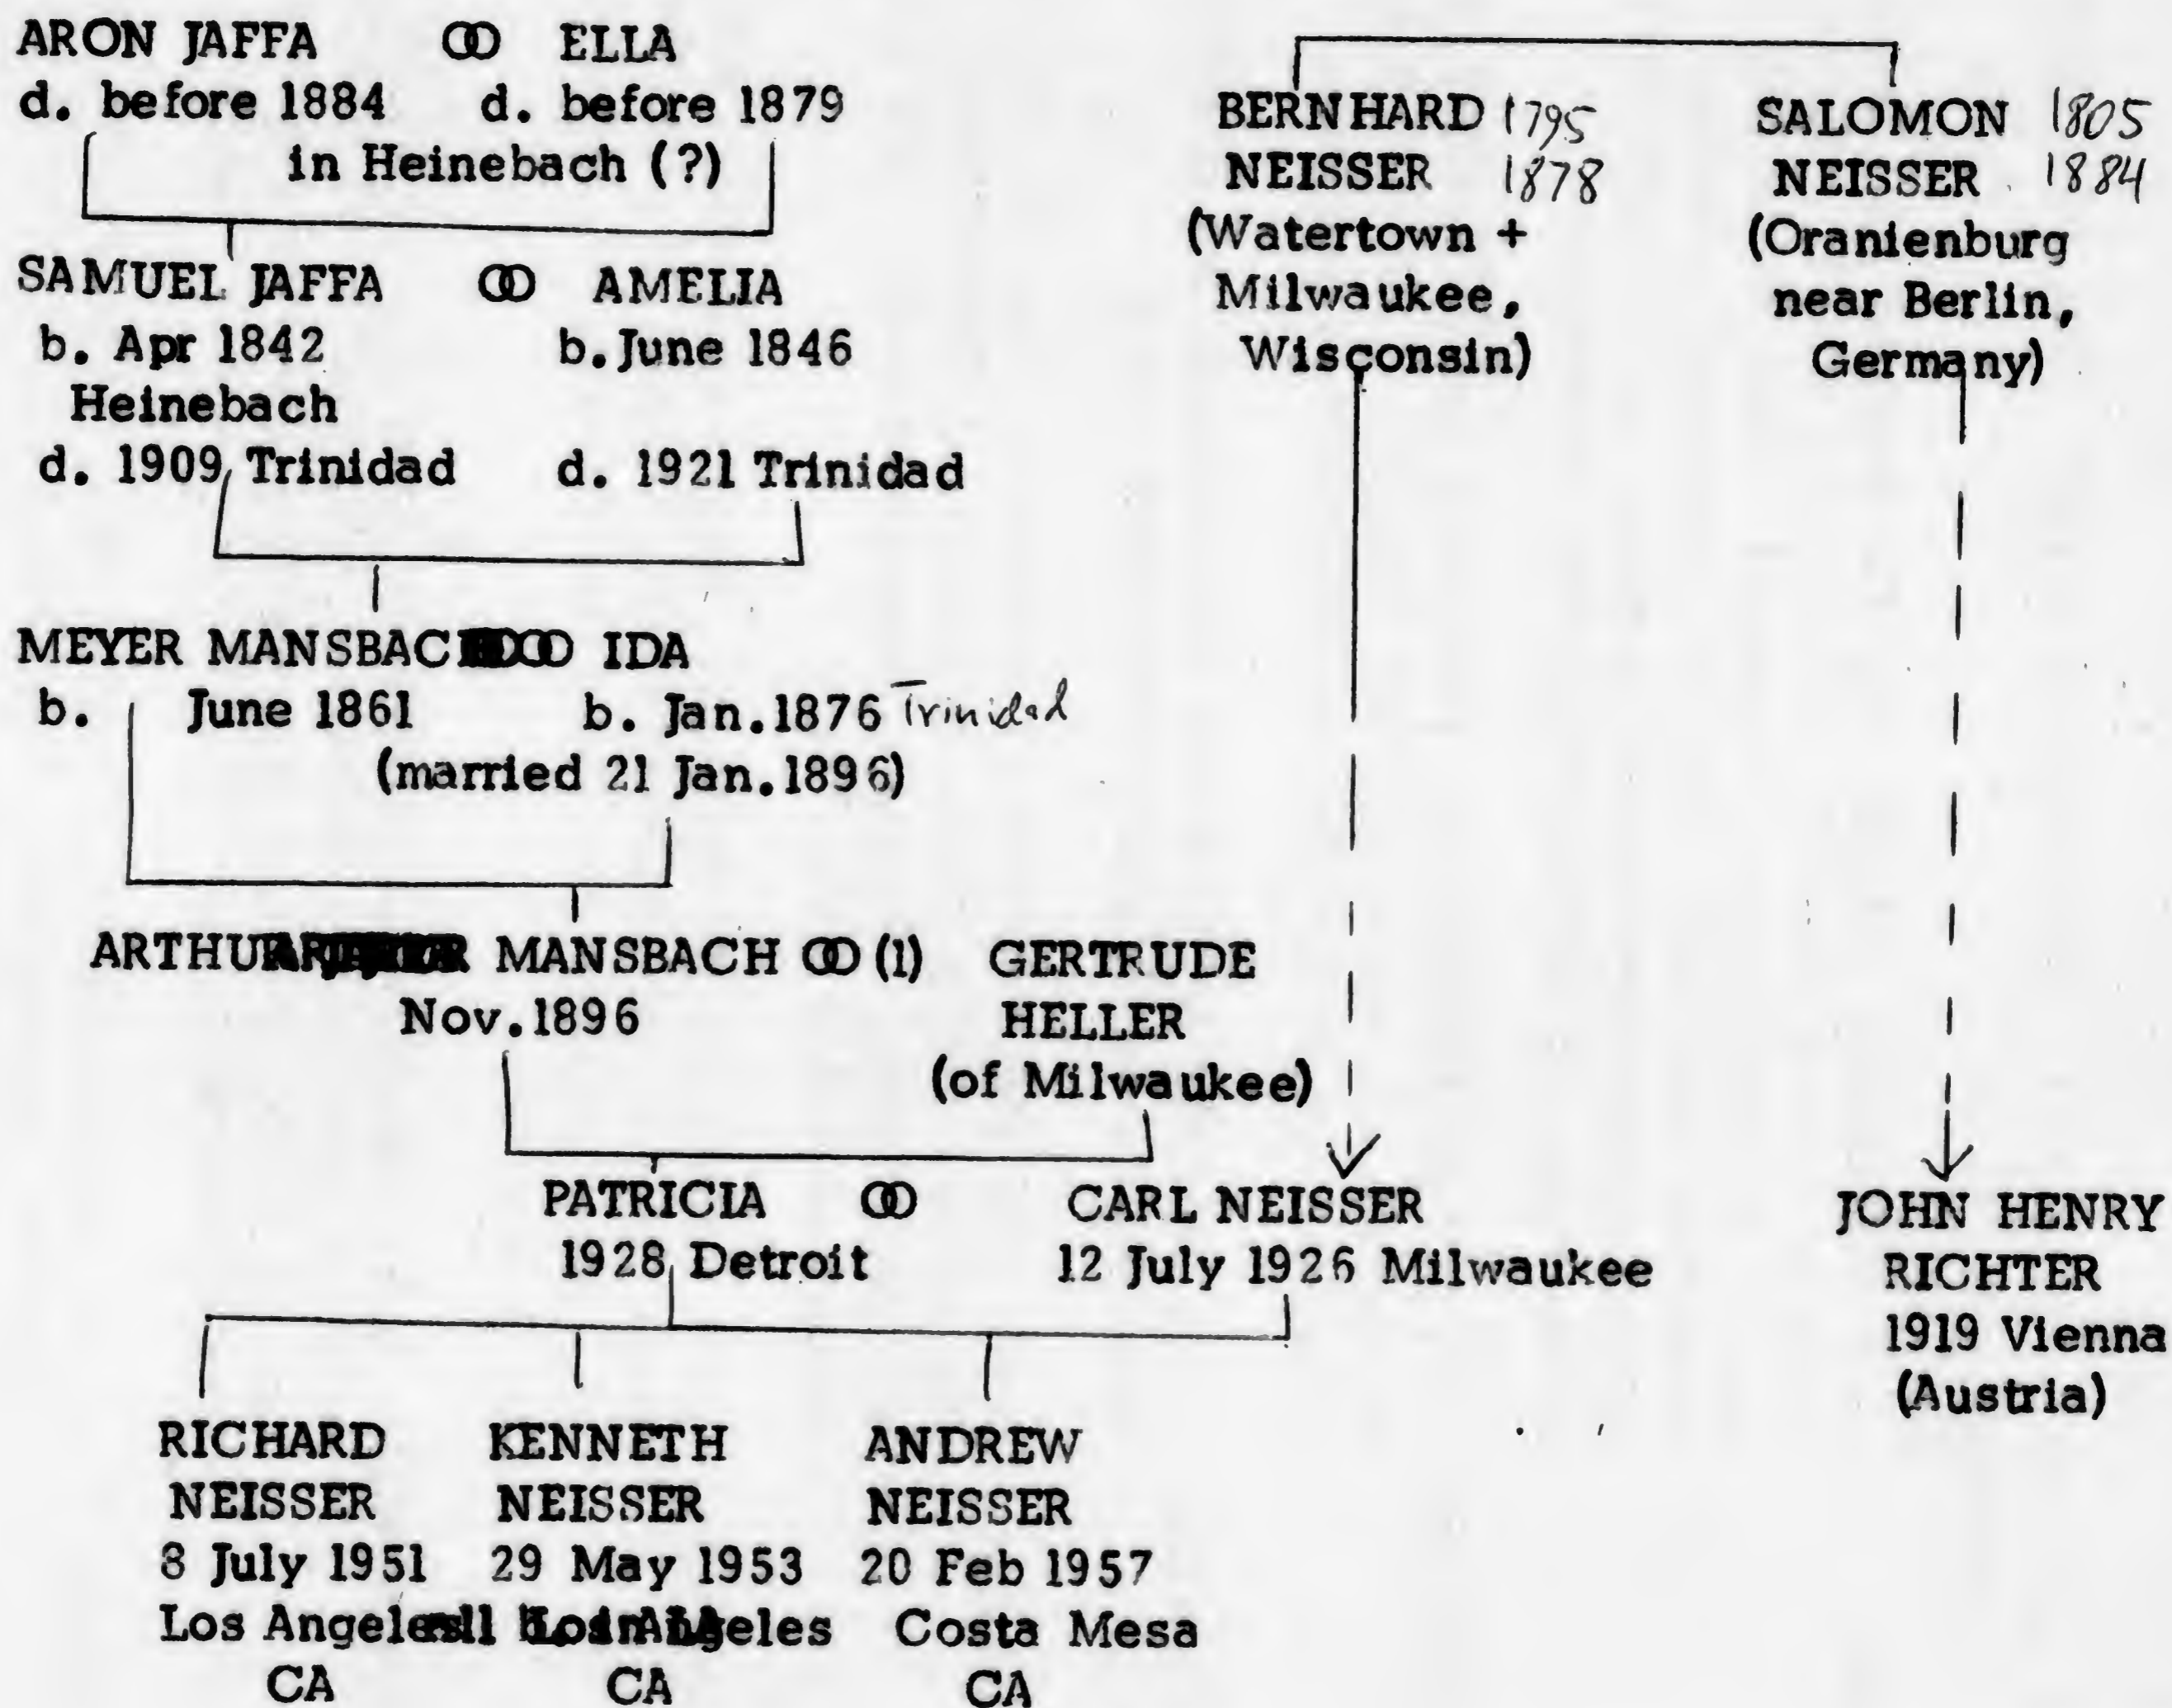 ARON JAFFA ꝏ ELLA
d. before 1884 d. before 1879
in Heinebach (?)
SAMUEL JAFFA ꝏ AMELIA
b. Apr 1842 b. June 1846
Heinebach
d. 1909 Trinidad d. 1921 Trinidad
MEYER MANSBACH ꝏ IDA
b. June 1861 b. Jan. 1876 Trinidad
(married 21 Jan. 1896)
ARTHUR MANSBACH ꝏ (1) GERTRUDE
Nov. 1896 HELLER
(of Milwaukee)
PATRICIA ꝏ CARL NEISSER
1928 Detroit 12 July 1926 Milwaukee
RICHARD
NEISSER
8 July 1951
Los Angeles
CA
KENNETH
NEISSER
29 May 1953
Los Angeles
CA
ANDREW
NEISSER
20 Feb 1957
Costa Mesa
CA
BERNHARD 1795
NEISSER 1878
(Watertown +
Milwaukee,
Wisconsin)
SALOMON 1805
NEISSER 1884
(Oranienburg
near Berlin,
Germany)
JOHN HENRY
RICHTER
1919 Vienna
(Austria)